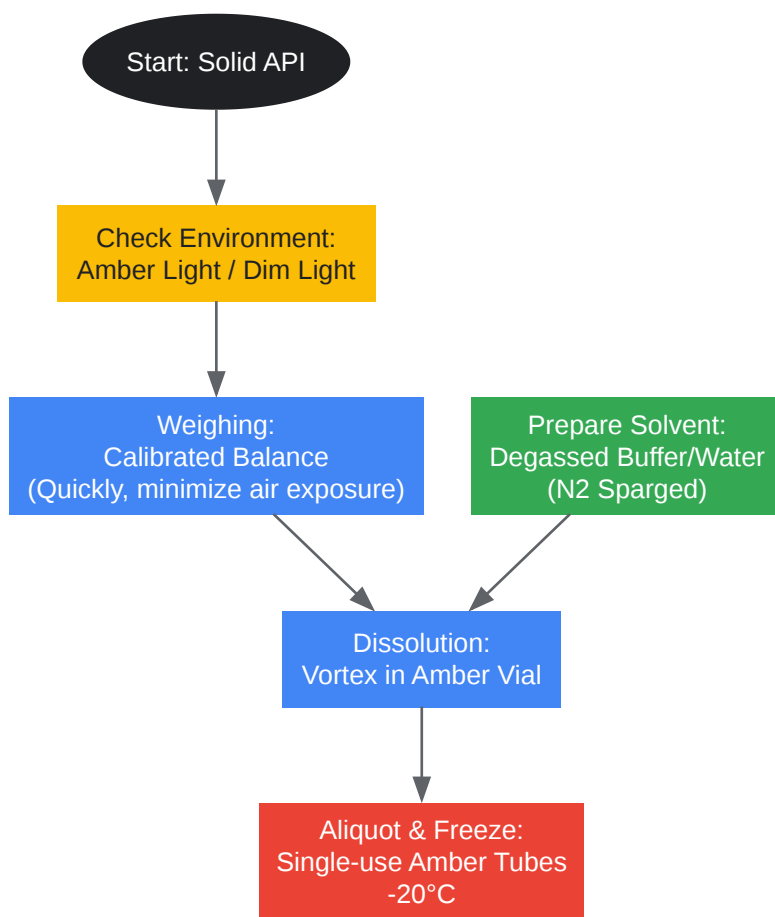 Start: Solid API
Check Environment:
Amber Light / Dim Light
Weighing:
Calibrated Balance
(Quickly, minimize air exposure)
Prepare Solvent:
Degassed Buffer/Water
(N2 Sparged)
Dissolution:
Vortex in Amber Vial
Aliquot & Freeze:
Single-use Amber Tubes
-20°C